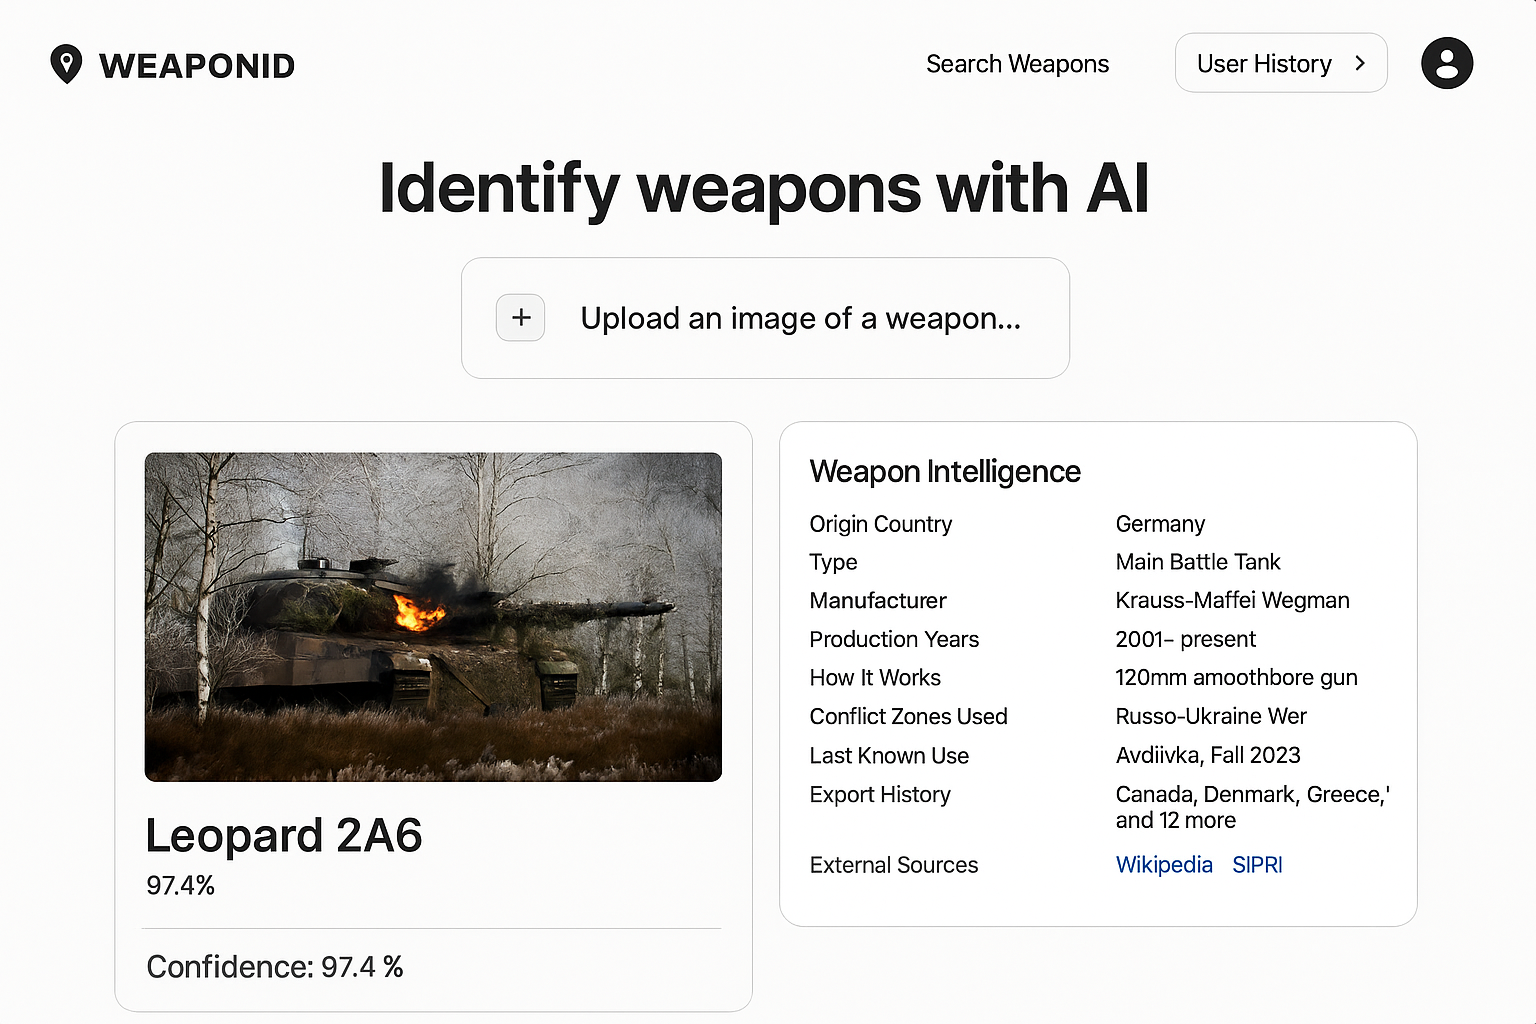 WEAPONID
Search Weapons
User History
Identify weapons with AI
Upload an image of a weapon...
Leopard 2A6
97.4%
Confidence: 97.4 %
Weapon Intelligence
Origin Country Germany
Type Main Battle Tank
Manufacturer Krauss-Maffei Wegman
Production Years 2001– present
How It Works 120mm amoothbore gun
Conflict Zones Used Russo-Ukraine Wer
Last Known Use Avdiivka, Fall 2023
Export History Canada, Denmark, Greece,'
and 12 more
External Sources Wikipedia SIPRI